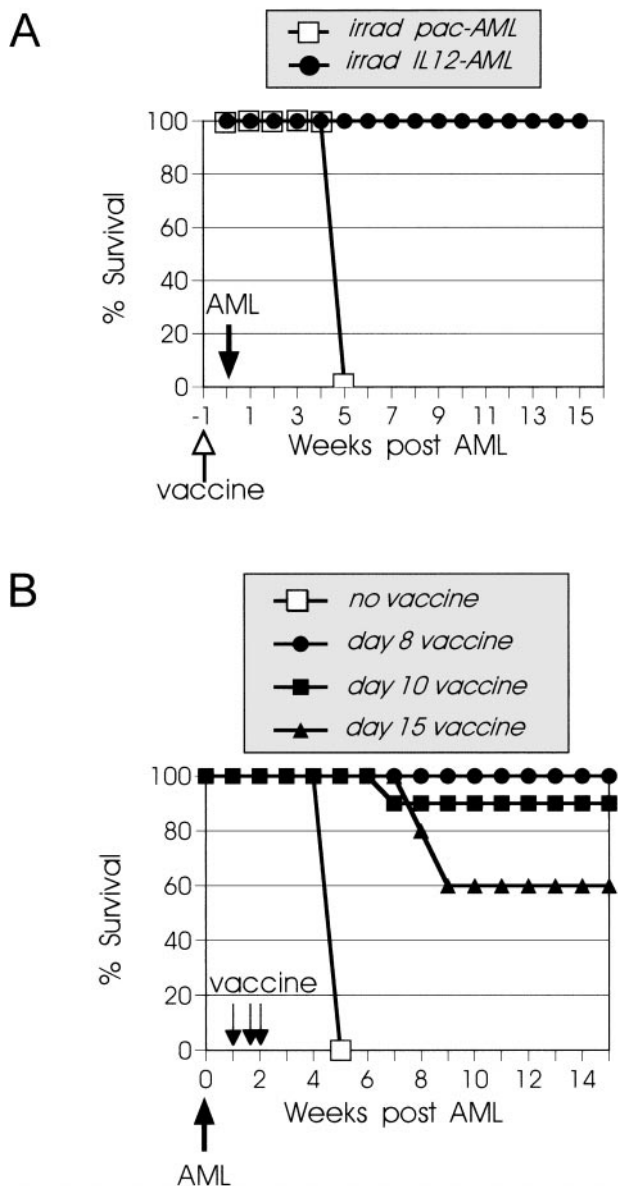 A
irrad pac-AML
irrad IL12-AML
100
80
60
40
20
0
% Survival
AML
-1 1 3 5 7 9 11 13 15
Weeks post AML
vaccine
B
no vaccine
day 8 vaccine
day 10 vaccine
day 15 vaccine
100
80
60
40
20
0
% Survival
vaccine
0 2 4 6 8 10 12 14
Weeks post AML
AML